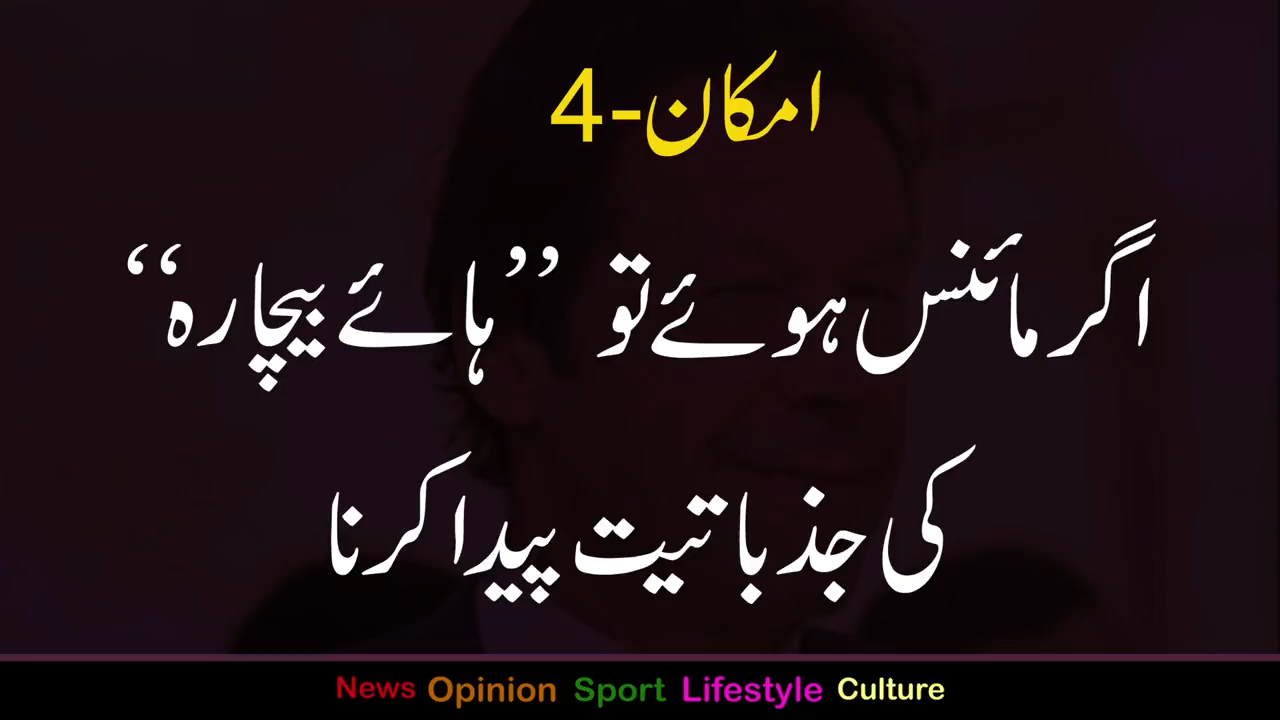 امکان-4
اگر مائنس ہوئے تو ’’ہائے بیچارہ‘‘
کی جذباتیت پیدا کرنا
News Opinion Sport Lifestyle Culture